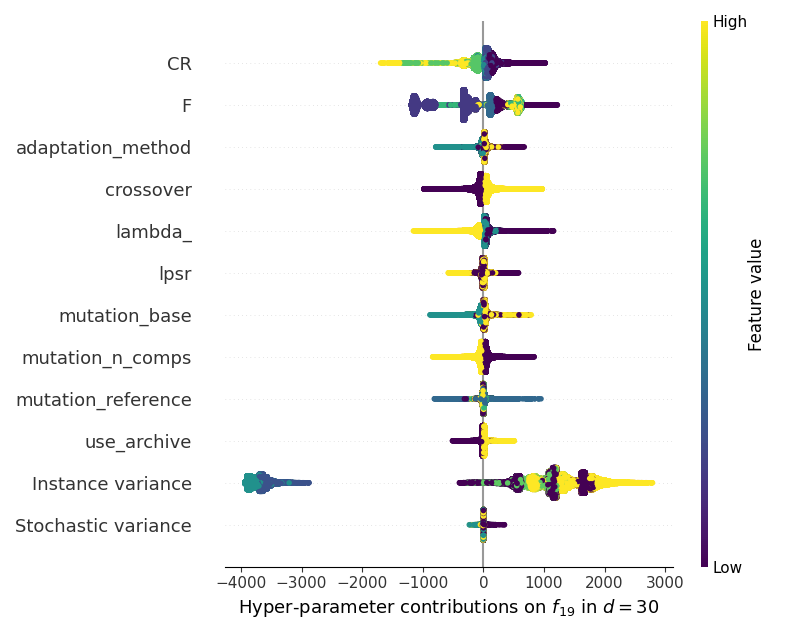 High
CR
F
adaptation_method
crossover
lambda_
lpsr
mutation_base
mutation_n_comps
mutation_reference
use_archive
Instance variance
Stochastic variance
Feature value
Low
−4000 −3000 −2000 −1000 0 1000 2000 3000
Hyper-parameter contributions on f₁₉ in d = 30